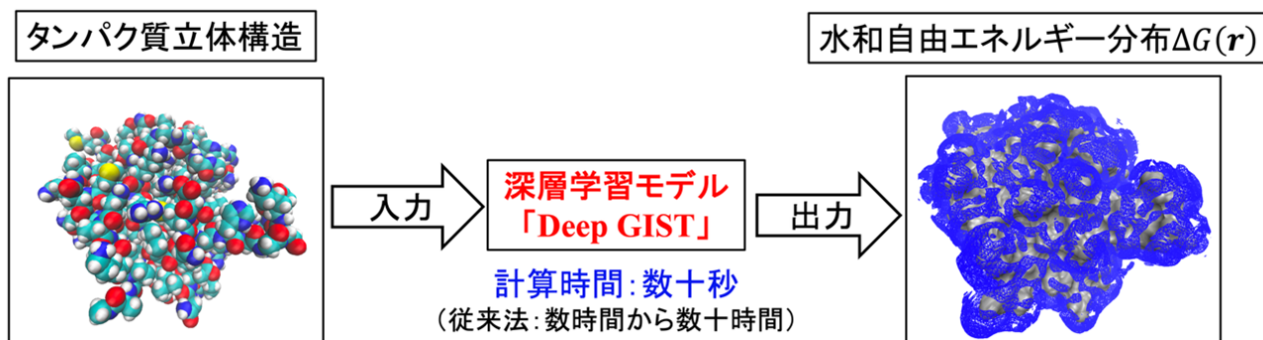 タンパク質立体構造
水和自由エネルギー分布ΔG(r)
入力
深層学習モデル
「Deep GIST」
出力
計算時間：数十秒
（従来法：数時間から数十時間）